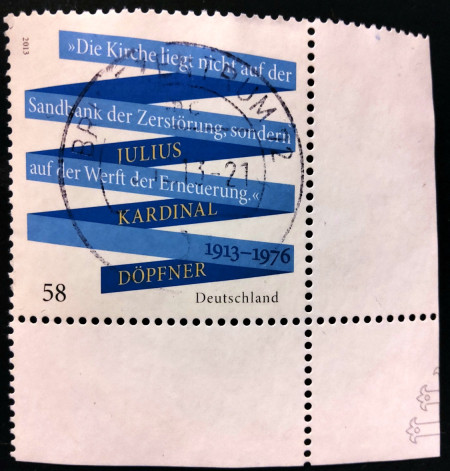 2013
»Die Kirche liegt nicht auf der
Sandbank der Zerstörung, sondern
JULIUS
auf der Werft der Erneuerung.«
KARDINAL
1913–1976
DÖPFNER
58
Deutschland